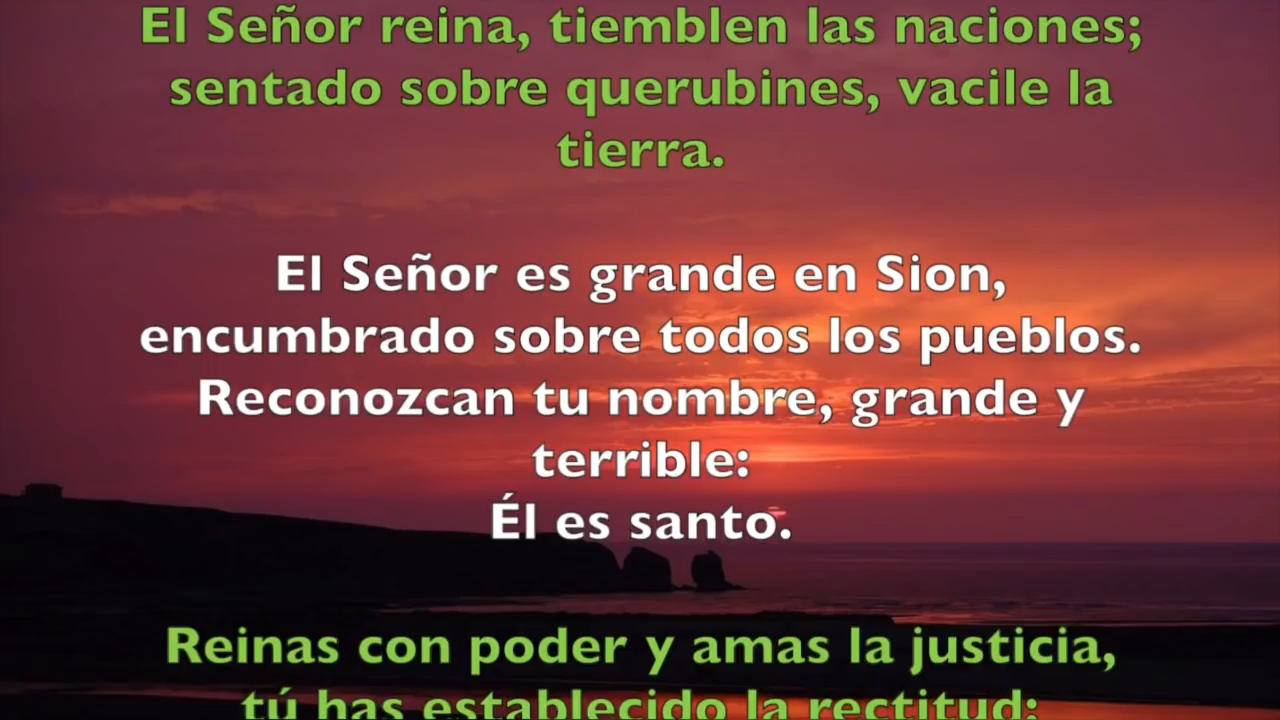 El Señor reina, tiemblen las naciones;
sentado sobre querubines, vacile la
tierra.
El Señor es grande en Sion,
encumbrado sobre todos los pueblos.
Reconozcan tu nombre, grande y
terrible:
Él es santo.
Reinas con poder y amas la justicia,
tú has establecido la rectitud;